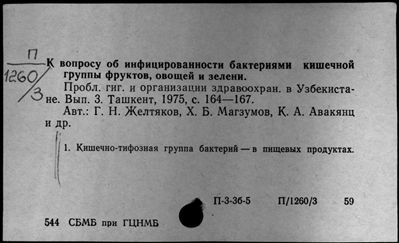 П
1260/3
К вопросу об инфицированности бактериями кишечной
группы фруктов, овощей и зелени.
Пробл. гиг. и организации здравоохран. в Узбекиста-
не. Вып. 3. Ташкент, 1975, с. 164—167.
Авт.: Г. Н. Желтяков, Х. Б. Магзумов, К. А. Авакянц
и др.
1. Кишечно-тифозная группа бактерий — в пищевых продуктах.
П-3-3б-5 П/1260/3 59
544 СБМБ при ГЦНМБ